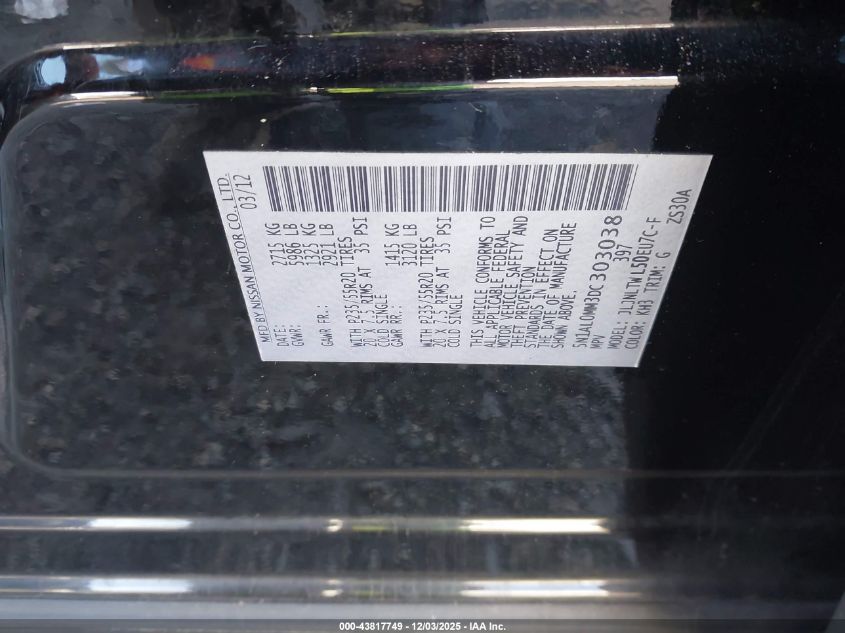 MFD BY NISSAN MOTOR CO., LTD.
DATE: 03/12
GVWR: 2715 KG
5986 LB
GAWR FR.: 1325 KG
2921 LB
WITH P235/55R20 TIRES
20 X 7.5 RIMS AT 35 PSI
COLD SINGLE
GAWR RR.: 1415 KG
3120 LB
WITH P235/55R20 TIRES
20 X 7.5 RIMS AT 35 PSI
COLD SINGLE
THIS VEHICLE CONFORMS TO
ALL APPLICABLE FEDERAL
MOTOR VEHICLE SAFETY AND
THEFT PREVENTION
STANDARDS IN EFFECT ON
THE DATE OF MANUFACTURE
SHOWN ABOVE.
5N1AL0MM3DC303038
MPV 397
MODEL: JLJNLTWL50EU7C-F
COLOR: KH3 TRIM: G
ZS30A
000-43817749 - 12/03/2025 - IAA Inc.